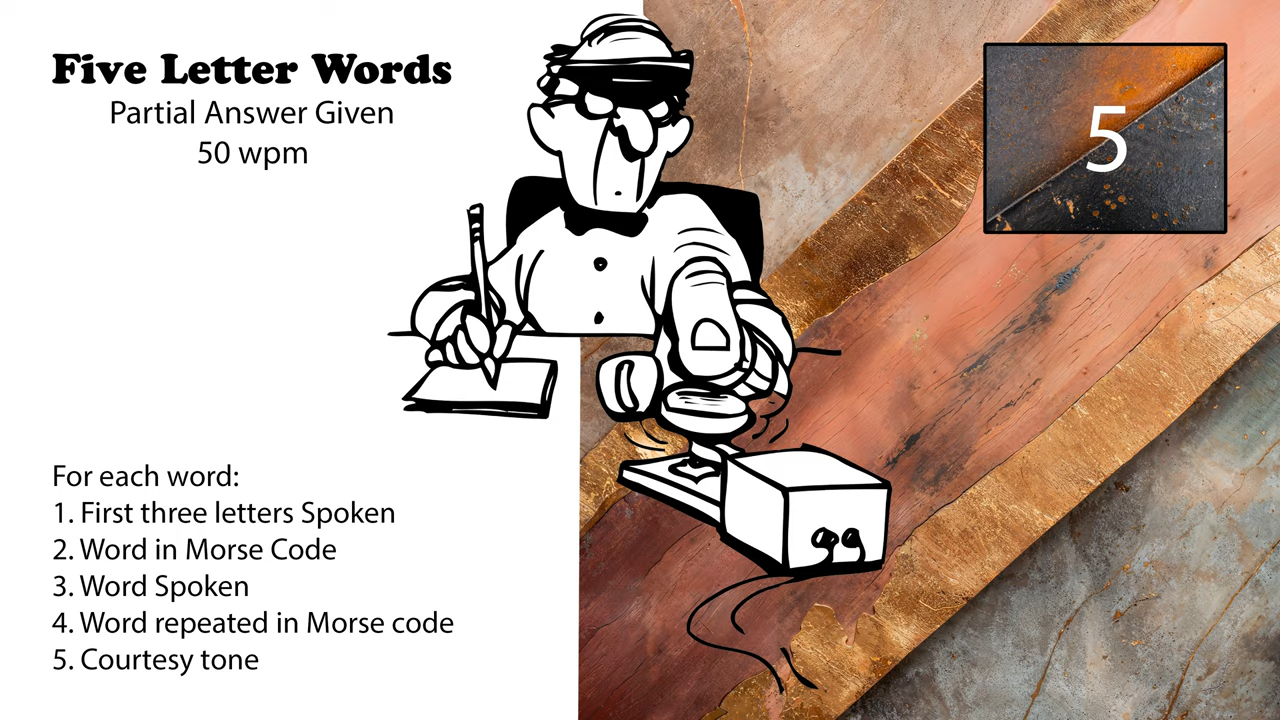 Five Letter Words
Partial Answer Given
50 wpm
5
For each word:
1. First three letters Spoken
2. Word in Morse Code
3. Word Spoken
4. Word repeated in Morse code
5. Courtesy tone